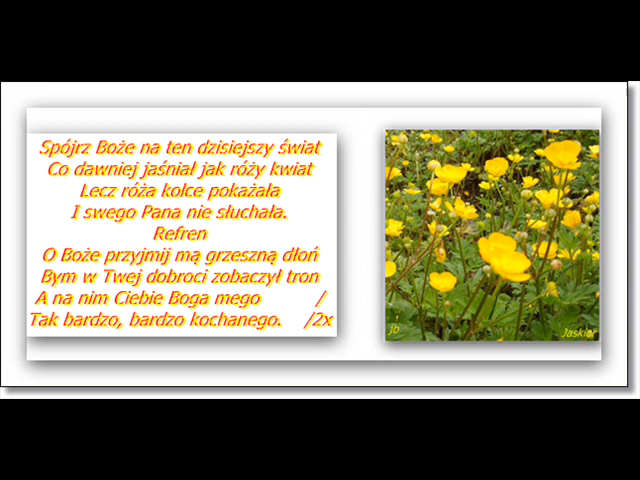 Spójrz Boże na ten dzisiejszy świat
Co dawniej jaśniał jak róży kwiat
Lecz róża kolce pokazała
I swego Pana nie słuchała.
Refren
O Boże przyjmij mą grzeszną dłoń
Bym w Twej dobroci zobaczył tron
A na nim Ciebie Boga mego /
Tak bardzo, bardzo kochanego. /2x
jb
Jaskier